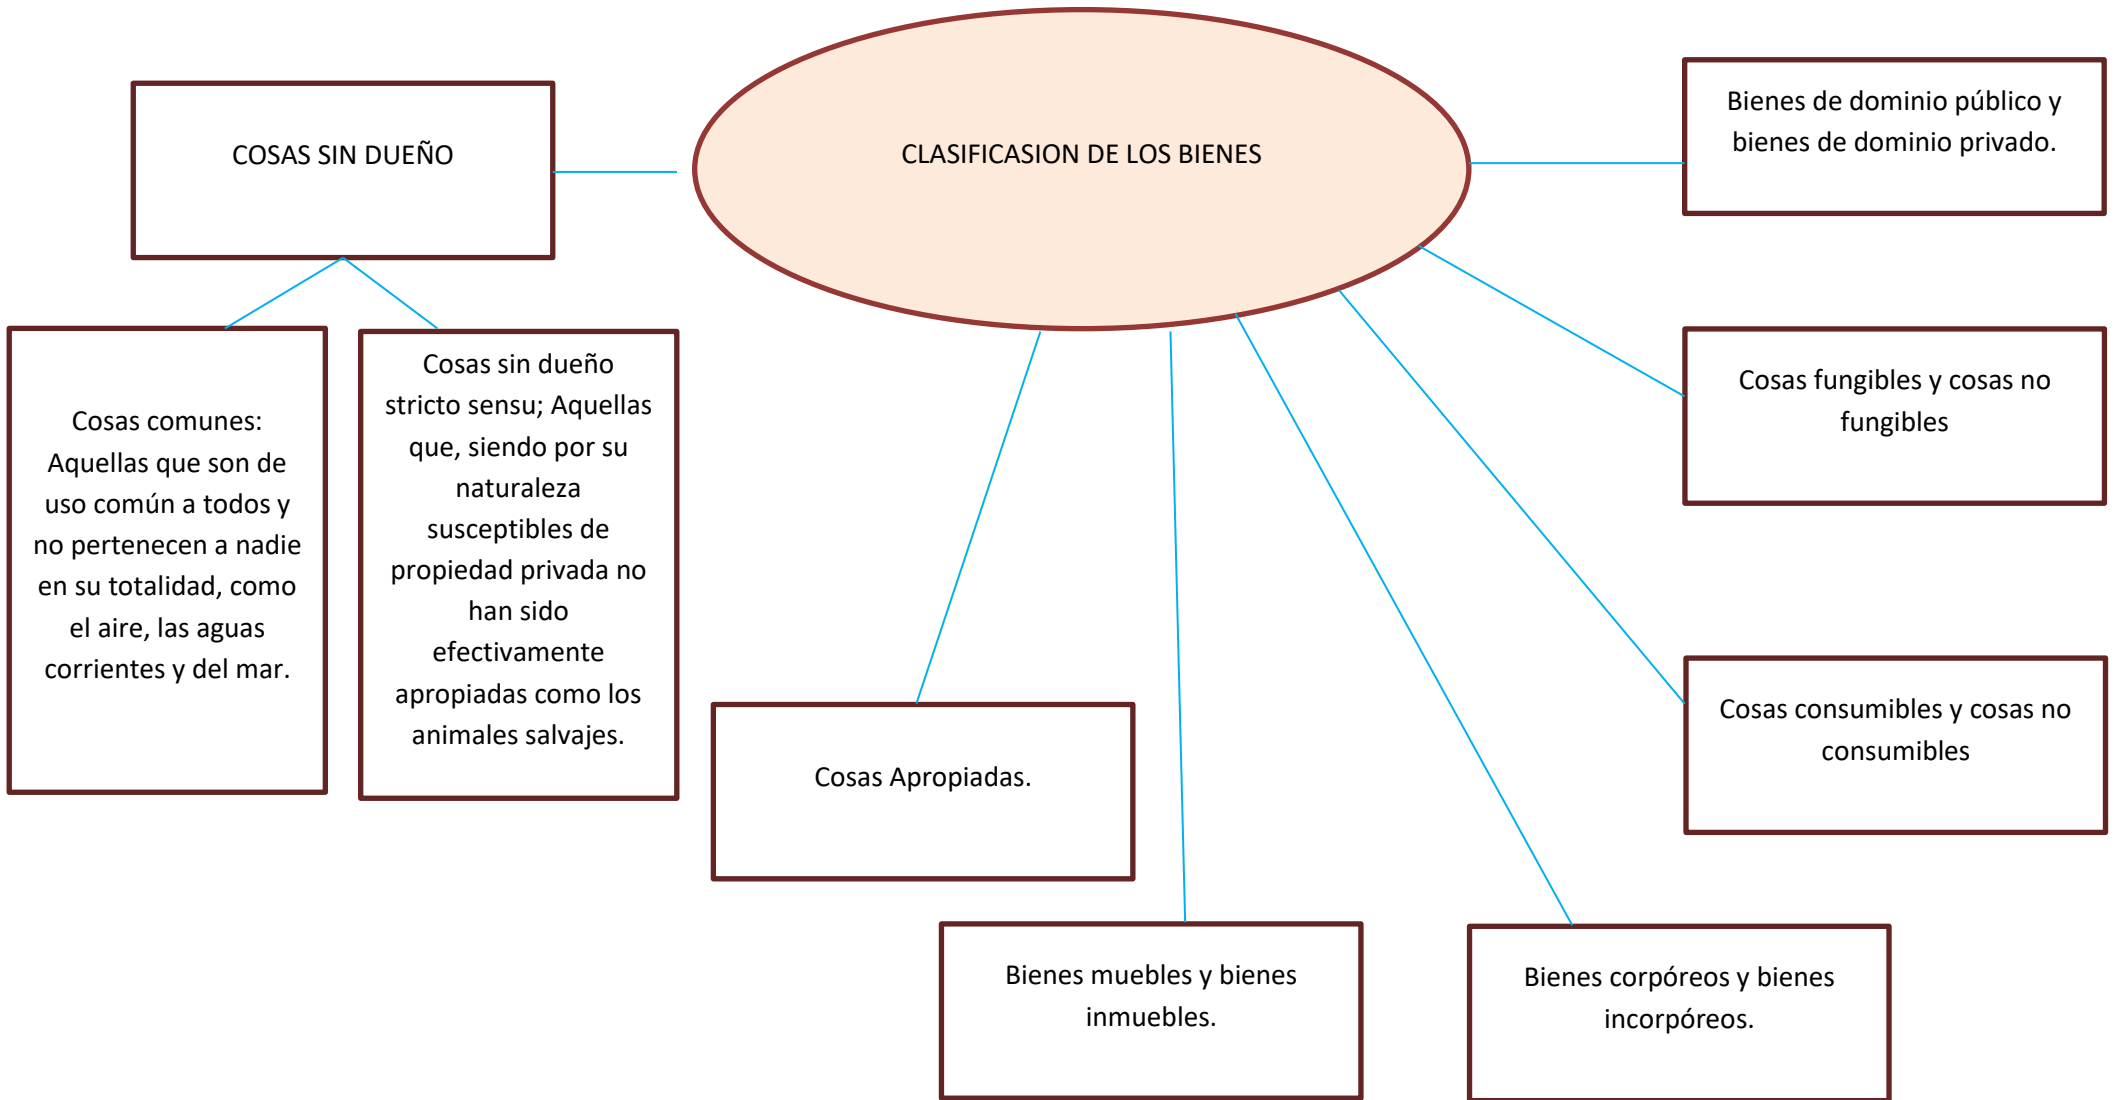 CLASIFICASION DE LOS BIENES
COSAS SIN DUEÑO
Cosas comunes:
Aquellas que son de
uso común a todos y
no pertenecen a nadie
en su totalidad, como
el aire, las aguas
corrientes y del mar.
Cosas sin dueño
stricto sensu; Aquellas
que, siendo por su
naturaleza
susceptibles de
propiedad privada no
han sido
efectivamente
apropiadas como los
animales salvajes.
Cosas Apropiadas.
Bienes muebles y bienes
inmuebles.
Bienes corpóreos y bienes
incorpóreos.
Cosas consumibles y cosas no
consumibles
Cosas fungibles y cosas no
fungibles
Bienes de dominio público y
bienes de dominio privado.